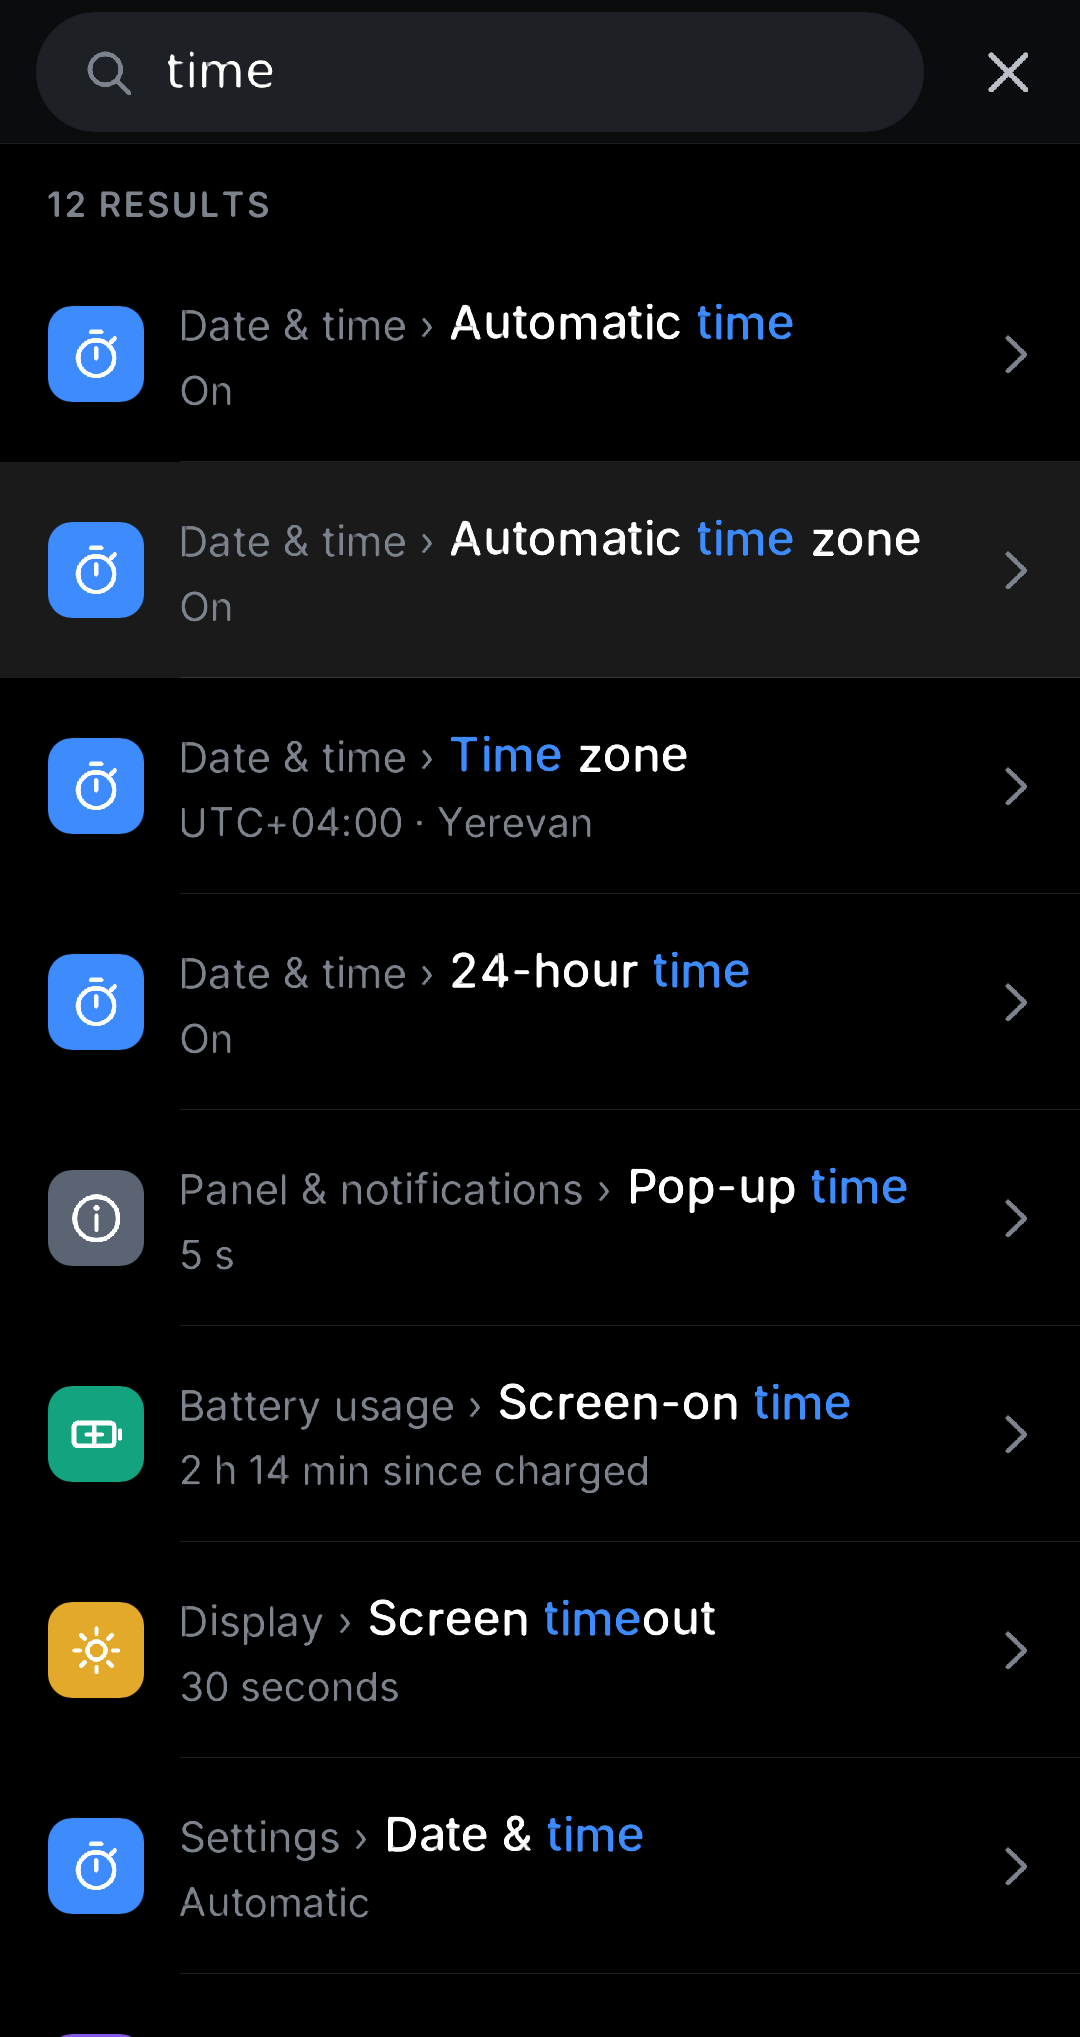 time
12 RESULTS
Date & time › Automatic time
On
Date & time › Automatic time zone
On
Date & time › Time zone
UTC+04:00 · Yerevan
Date & time › 24-hour time
On
Panel & notifications › Pop-up time
5 s
Battery usage › Screen-on time
2 h 14 min since charged
Display › Screen timeout
30 seconds
Settings › Date & time
Automatic